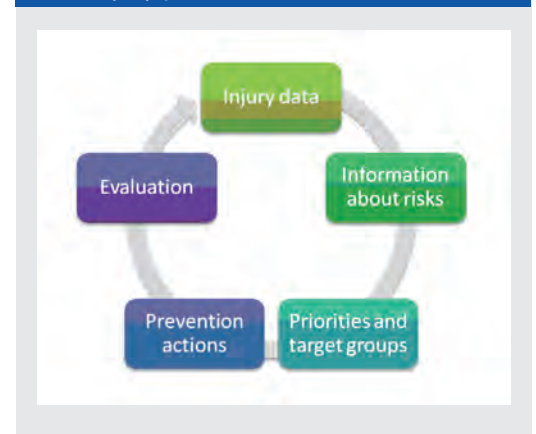 Injury data
Information
about risks
Priorities and
target groups
Prevention
actions
Evaluation